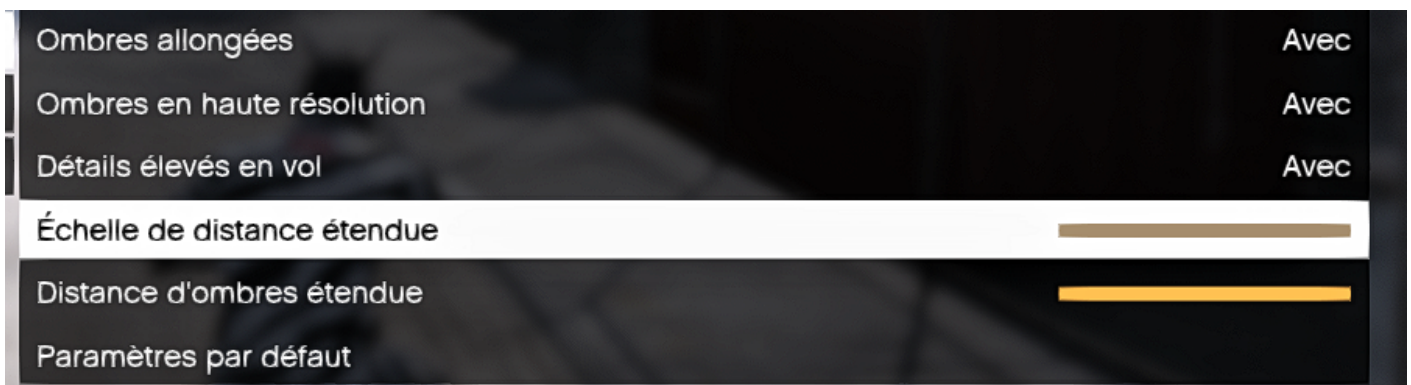 Ombres allongées Avec
Ombres en haute résolution Avec
Détails élevés en vol Avec
Échelle de distance étendue
Distance d'ombres étendue
Paramètres par défaut